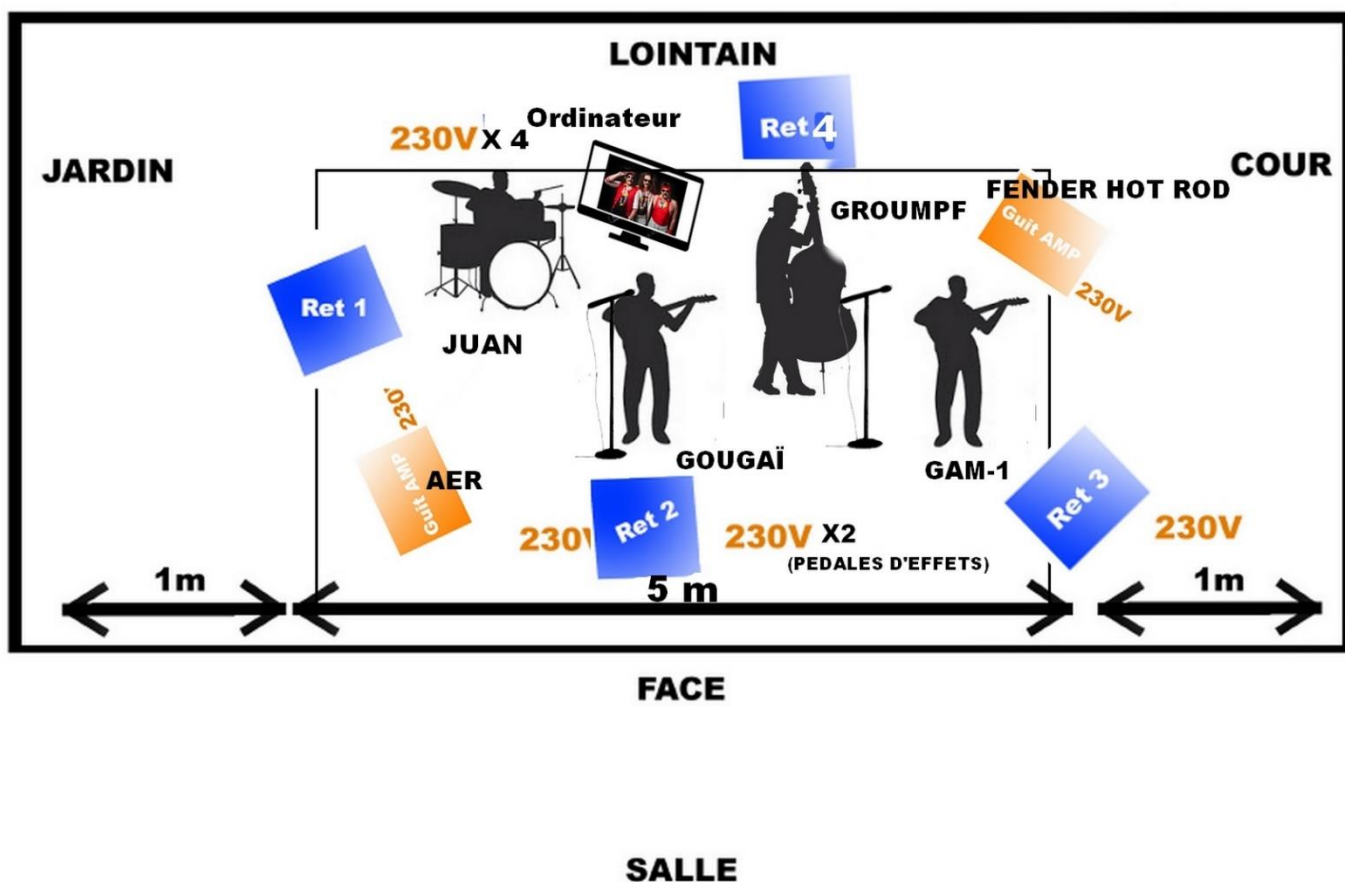 LOINTAIN
Ordinateur
230V X 4
Ret 4
JARDIN
COUR
FENDER HOT ROD
GROUMPF
Guit AMP
230V
Ret 1
JUAN
230V
GOUGAÏ
GAM-1
AER
Guit AMP
Ret 3
230V
Ret 2
230V X2
230V
(PEDALES D'EFFETS)
1m
5 m
1m
FACE
SALLE